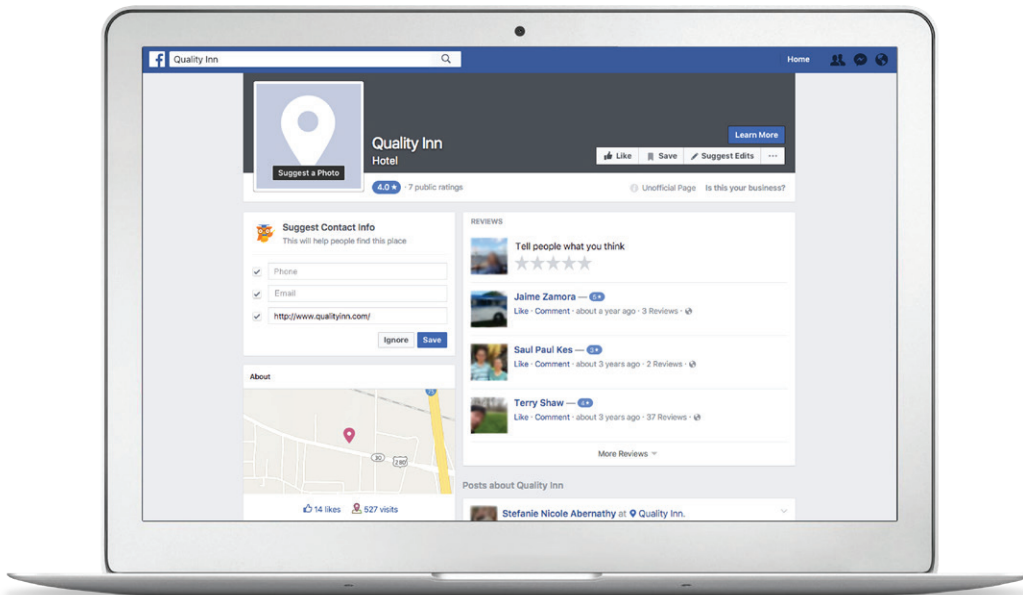 f
Quality Inn
Home
Suggest a Photo
Quality Inn
Hotel
Learn More
Like
Save
Suggest Edits
4.0 ★ · 7 public ratings
Unofficial Page
Is this your business?
Suggest Contact Info
This will help people find this place
Phone
Email
http://www.qualityinn.com/
Ignore
Save
About
14 likes
527 visits
REVIEWS
Tell people what you think
Jaime Zamora — 5★
Like · Comment · about a year ago · 3 Reviews ·
Saul Paul Kes — 3★
Like · Comment · about 3 years ago · 2 Reviews ·
Terry Shaw —
Like · Comment · about 3 years ago · 37 Reviews ·
More Reviews
Posts about Quality Inn
Stefanie Nicole Abernathy at Quality Inn.